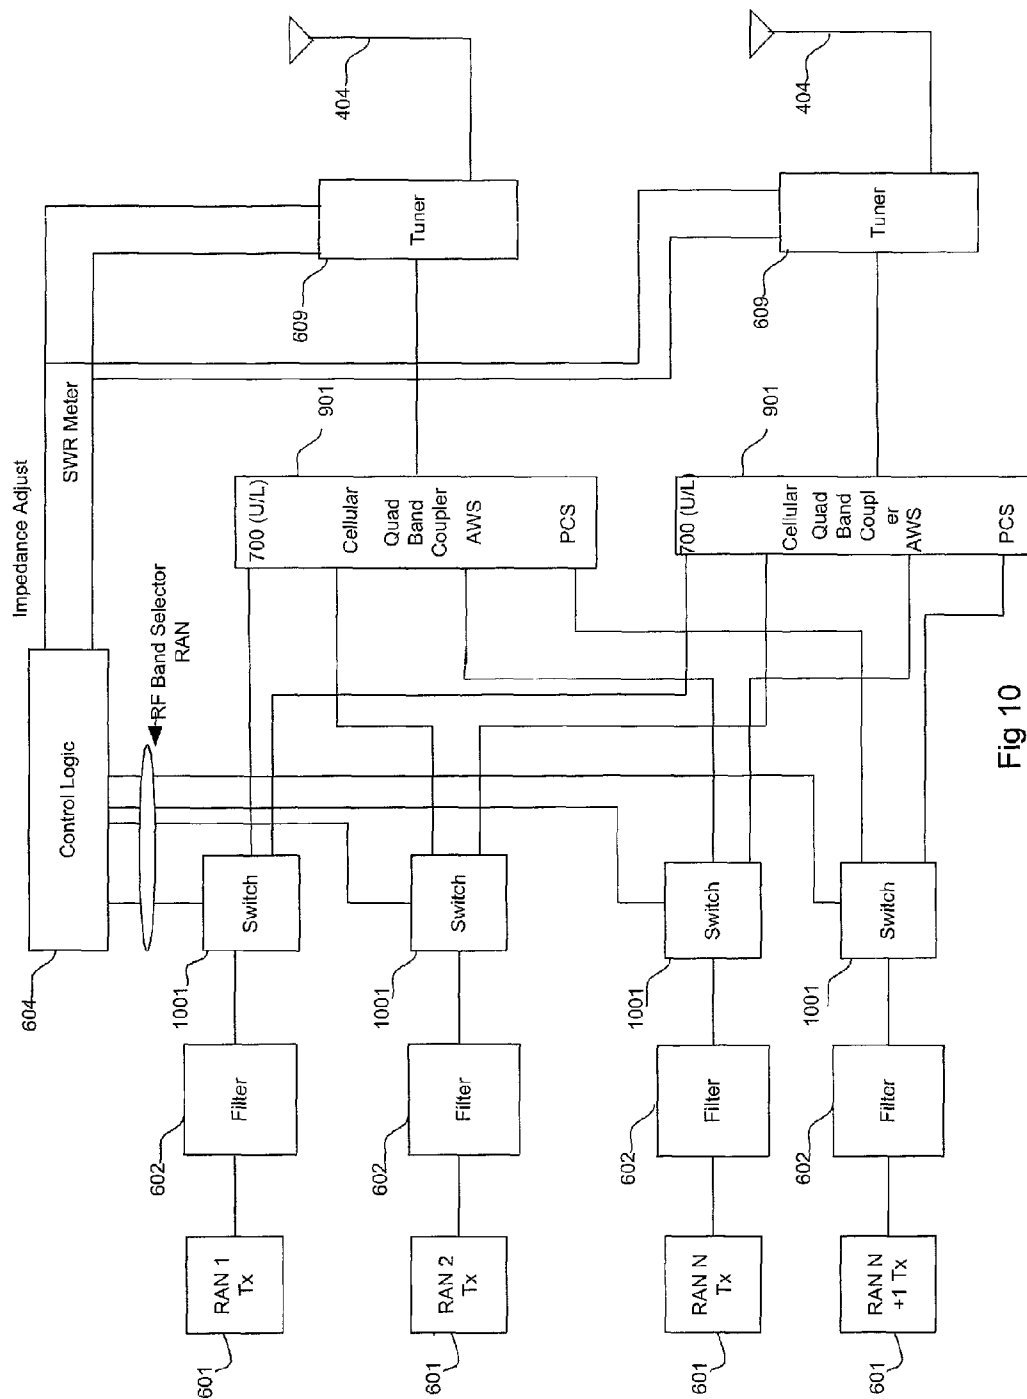 Impedance Adjust
SWR Meter
RF Band Selector
RAN
Control Logic
604
404
404
Tuner
609
Tuner
609
901
700 (U/L)
Cellular
Quad
Band
Coupler
AWS
PCS
901
700 (U/L)
Cellular
Quad
Band
Coupl
er
AWS
PCS
Switch
1001
Switch
1001
Switch
1001
Switch
1001
Filter
602
Filter
602
Filter
602
Filter
602
RAN 1
Tx
601
RAN 2
Tx
601
RAN N
Tx
601
RAN N
+1 Tx
601
Fig 10